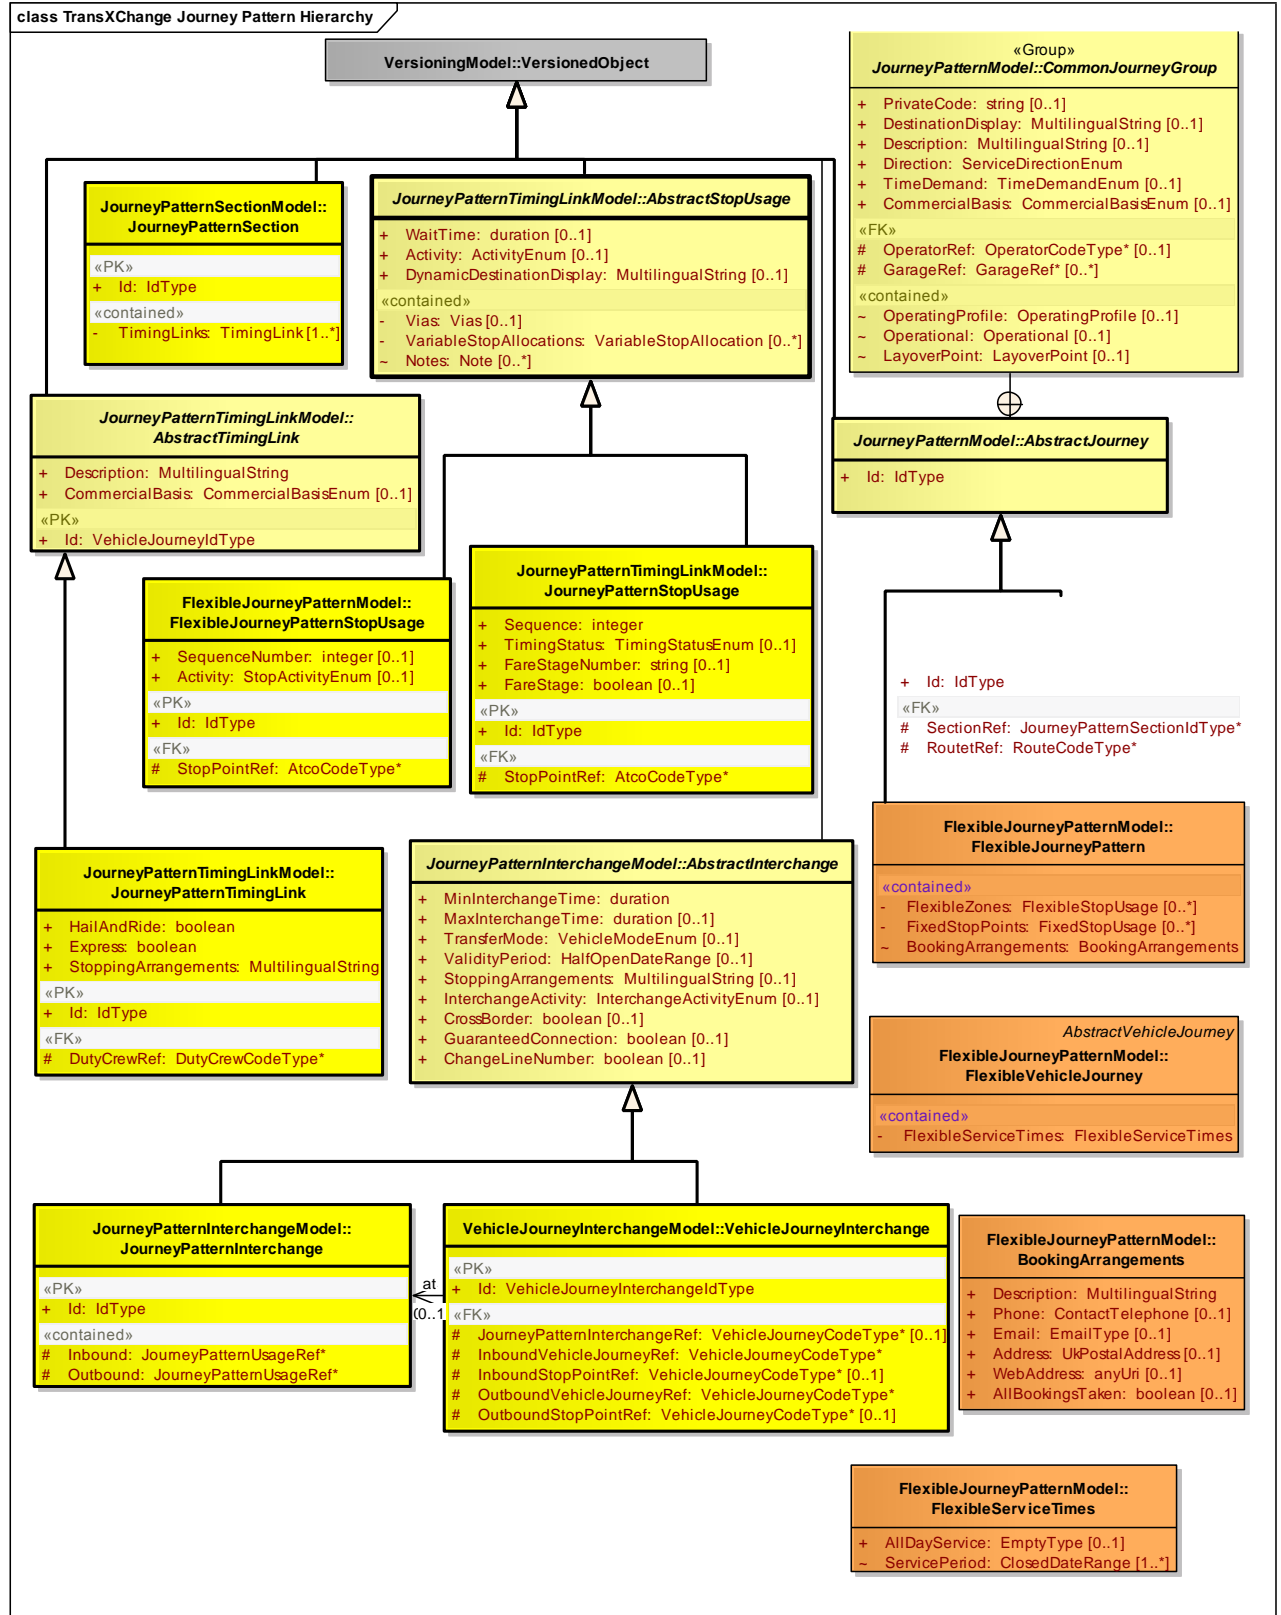 class TransXChange Journey Pattern Hierarchy
VersioningModel::VersionedObject
«Group»
JourneyPatternModel::CommonJourneyGroup
+ PrivateCode: string [0..1]
+ DestinationDisplay: MultilingualString [0..1]
+ Description: MultilingualString [0..1]
+ Direction: ServiceDirectionEnum
+ TimeDemand: TimeDemandEnum [0..1]
+ CommercialBasis: CommercialBasisEnum [0..1]
«FK»
# OperatorRef: OperatorCodeType* [0..1]
# GarageRef: GarageRef* [0..*]
«contained»
~ OperatingProfile: OperatingProfile [0..1]
~ Operational: Operational [0..1]
~ LayoverPoint: LayoverPoint [0..1]
JourneyPatternSectionModel::
JourneyPatternSection
«PK»
+ Id: IdType
«contained»
- TimingLinks: TimingLink [1..*]
JourneyPatternTimingLinkModel::AbstractStopUsage
+ WaitTime: duration [0..1]
+ Activity: ActivityEnum [0..1]
+ DynamicDestinationDisplay: MultilingualString [0..1]
«contained»
- Vias: Vias [0..1]
- VariableStopAllocations: VariableStopAllocation [0..*]
~ Notes: Note [0..*]
JourneyPatternTimingLinkModel::
AbstractTimingLink
+ Description: MultilingualString
+ CommercialBasis: CommercialBasisEnum [0..1]
«PK»
+ Id: VehicleJourneyIdType
JourneyPatternModel::AbstractJourney
+ Id: IdType
FlexibleJourneyPatternModel::
FlexibleJourneyPatternStopUsage
+ SequenceNumber: integer [0..1]
+ Activity: StopActivityEnum [0..1]
«PK»
+ Id: IdType
«FK»
# StopPointRef: AtcoCodeType*
JourneyPatternTimingLinkModel::
JourneyPatternStopUsage
+ Sequence: integer
+ TimingStatus: TimingStatusEnum [0..1]
+ FareStageNumber: string [0..1]
+ FareStage: boolean [0..1]
«PK»
+ Id: IdType
«FK»
# StopPointRef: AtcoCodeType*
+ Id: IdType
«FK»
# SectionRef: JourneyPatternSectionIdType*
# RoutetRef: RouteCodeType*
FlexibleJourneyPatternModel::
FlexibleJourneyPattern
«contained»
- FlexibleZones: FlexibleStopUsage [0..*]
- FixedStopPoints: FixedStopUsage [0..*]
~ BookingArrangements: BookingArrangements
JourneyPatternTimingLinkModel::
JourneyPatternTimingLink
+ HailAndRide: boolean
+ Express: boolean
+ StoppingArrangements: MultilingualString
«PK»
+ Id: IdType
«FK»
# DutyCrewRef: DutyCrewCodeType*
JourneyPatternInterchangeModel::AbstractInterchange
+ MinInterchangeTime: duration
+ MaxInterchangeTime: duration [0..1]
+ TransferMode: VehicleModeEnum [0..1]
+ ValidityPeriod: HalfOpenDateRange [0..1]
+ StoppingArrangements: MultilingualString [0..1]
+ InterchangeActivity: InterchangeActivityEnum [0..1]
+ CrossBorder: boolean [0..1]
+ GuaranteedConnection: boolean [0..1]
+ ChangeLineNumber: boolean [0..1]
AbstractVehicleJourney
FlexibleJourneyPatternModel::
FlexibleVehicleJourney
«contained»
- FlexibleServiceTimes: FlexibleServiceTimes
JourneyPatternInterchangeModel::
JourneyPatternInterchange
«PK»
+ Id: IdType
«contained»
# Inbound: JourneyPatternUsageRef*
# Outbound: JourneyPatternUsageRef*
at
(0..1
VehicleJourneyInterchangeModel::VehicleJourneyInterchange
«PK»
+ Id: VehicleJourneyInterchangeIdType
«FK»
# JourneyPatternInterchangeRef: VehicleJourneyCodeType* [0..1]
# InboundVehicleJourneyRef: VehicleJourneyCodeType*
# InboundStopPointRef: VehicleJourneyCodeType* [0..1]
# OutboundVehicleJourneyRef: VehicleJourneyCodeType*
# OutboundStopPointRef: VehicleJourneyCodeType* [0..1]
FlexibleJourneyPatternModel::
BookingArrangements
+ Description: MultilingualString
+ Phone: ContactTelephone [0..1]
+ Email: EmailType [0..1]
+ Address: UkPostalAddress [0..1]
+ WebAddress: anyUri [0..1]
+ AllBookingsTaken: boolean [0..1]
FlexibleJourneyPatternModel::
FlexibleServiceTimes
+ AllDayService: EmptyType [0..1]
~ ServicePeriod: ClosedDateRange [1..*]